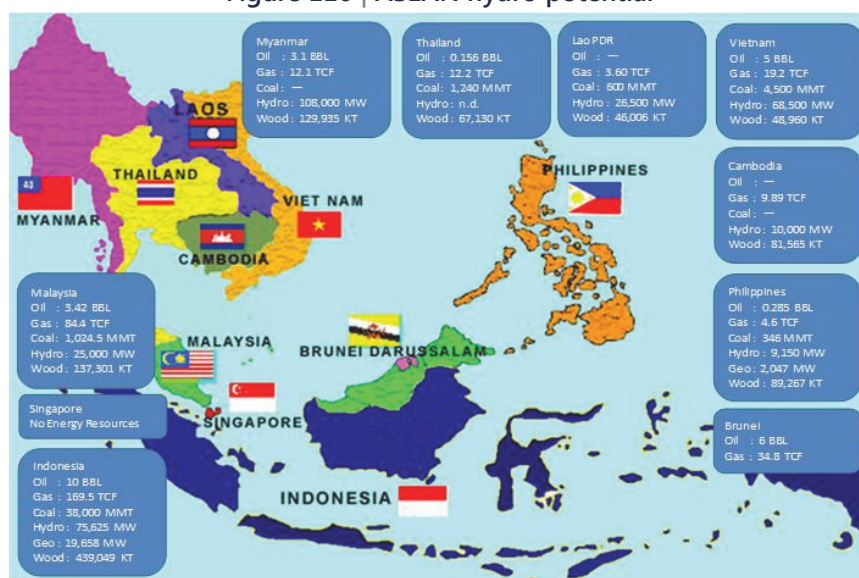 Figure 220 | ASEAN hydro potential
Myanmar
Oil : 3.1 BBL
Gas : 12.1 TCF
Coal: —
Hydro: 108,000 MW
Wood: 129,935 KT
Thailand
Oil : 0.156 BBL
Gas : 12.2 TCF
Coal : 1,240 MMT
Hydro: n.d.
Wood: 67,130 KT
Lao PDR
Oil : —
Gas : 3.60 TCF
Coal : 600 MMT
Hydro: 26,500 MW
Wood: 46,006 KT
Vietnam
Oil : 5 BBL
Gas : 19.2 TCF
Coal : 4,500 MMT
Hydro: 68,500 MW
Wood : 48,960 KT
Cambodia
Oil : —
Gas : 9.89 TCF
Coal : —
Hydro: 10,000 MW
Wood: 81,565 KT
Philippines
Oil : 0.285 BBL
Gas : 4.6 TCF
Coal : 346 MMT
Hydro: 9,150 MW
Geo : 2,047 MW
Wood : 89,267 KT
Brunei
Oil : 6 BBL
Gas : 34.8 TCF
Malaysia
Oil : 3.42 BBL
Gas : 84.4 TCF
Coal : 1,024.5 MMT
Hydro : 25,000 MW
Wood : 137,301 KT
Singapore
No Energy Resources
Indonesia
Oil : 10 BBL
Gas : 169.5 TCF
Coal : 38,000 MMT
Hydro : 75,625 MW
Geo : 19,658 MW
Wood : 439,049 KT
LAOS
THAILAND
MYANMAR
VIET NAM
CAMBODIA
PHILIPPINES
MALAYSIA
BRUNEI DARUSSALAM
SINGAPORE
INDONESIA